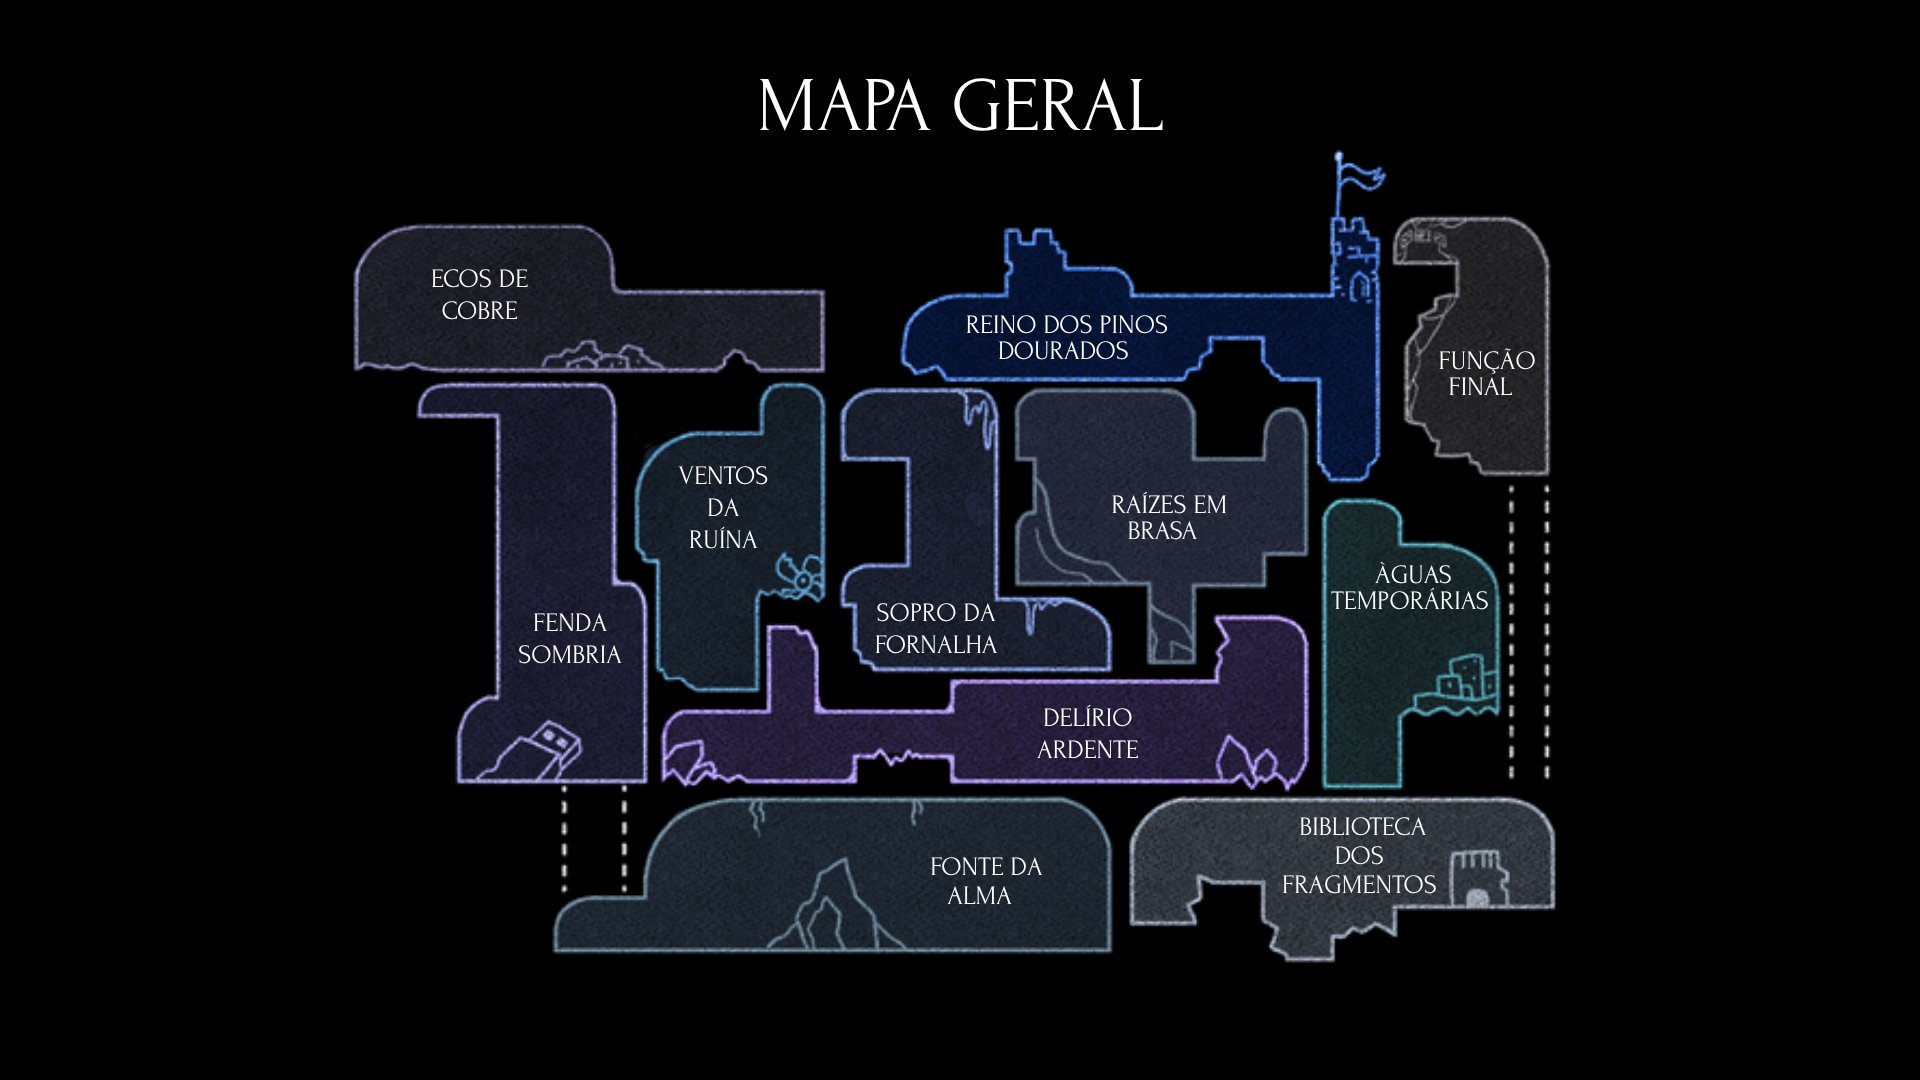 MAPA GERAL
ECOS DE
COBRE
REINO DOS PINOS
DOURADOS
FUNÇÃO
FINAL
VENTOS
DA
RUÍNA
RAÍZES EM
BRASA
ÀGUAS
TEMPORÁRIAS
FENDA
SOMBRIA
SOPRO DA
FORNALHA
DELÍRIO
ARDENTE
FONTE DA
ALMA
BIBLIOTECA
DOS
FRAGMENTOS